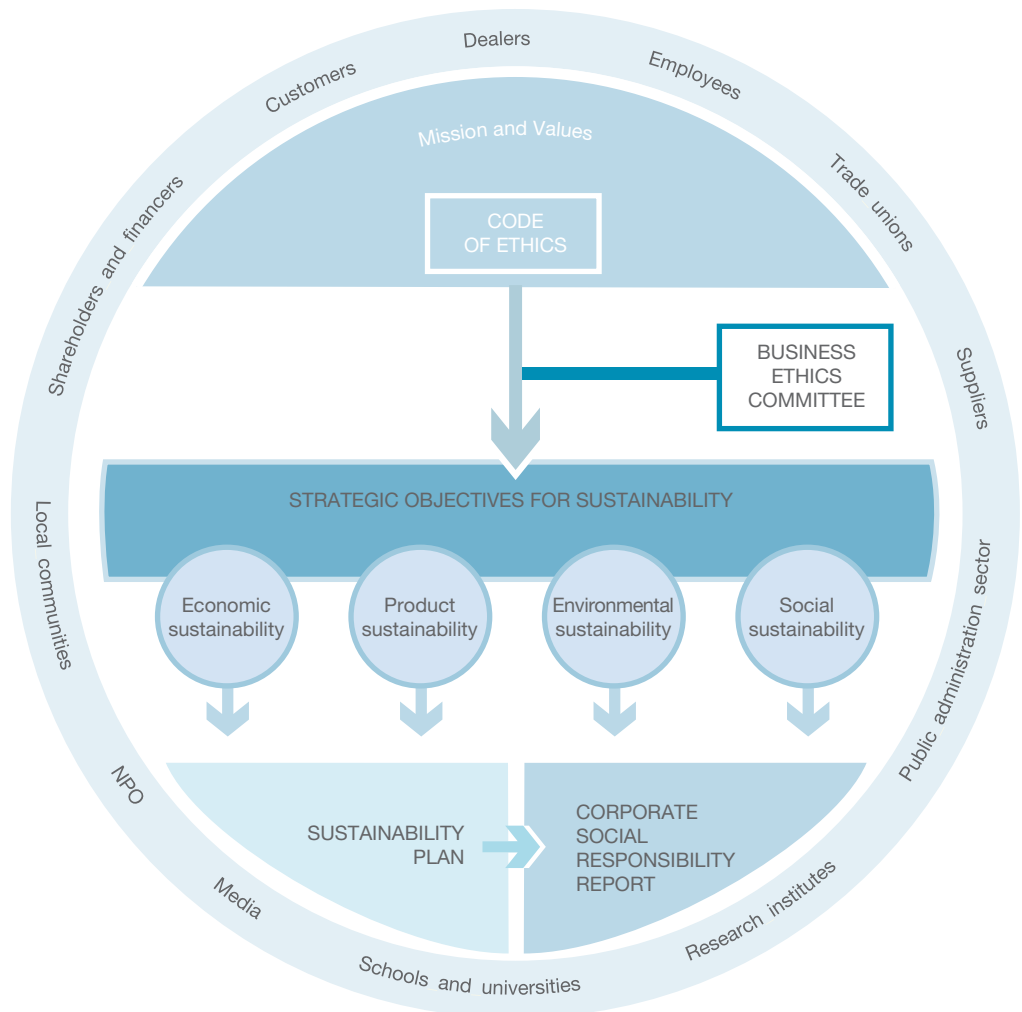 Dealers
Employees
Customers
Trade unions
Shareholders and financers
Suppliers
Local communities
Public administration sector
NPO
Media
Research institutes
Schools and universities
Mission and Values
CODE
OF ETHICS
BUSINESS
ETHICS
COMMITTEE
STRATEGIC OBJECTIVES FOR SUSTAINABILITY
Economic
sustainability
Product
sustainability
Environmental
sustainability
Social
sustainability
SUSTAINABILITY
PLAN
CORPORATE
SOCIAL
RESPONSIBILITY
REPORT